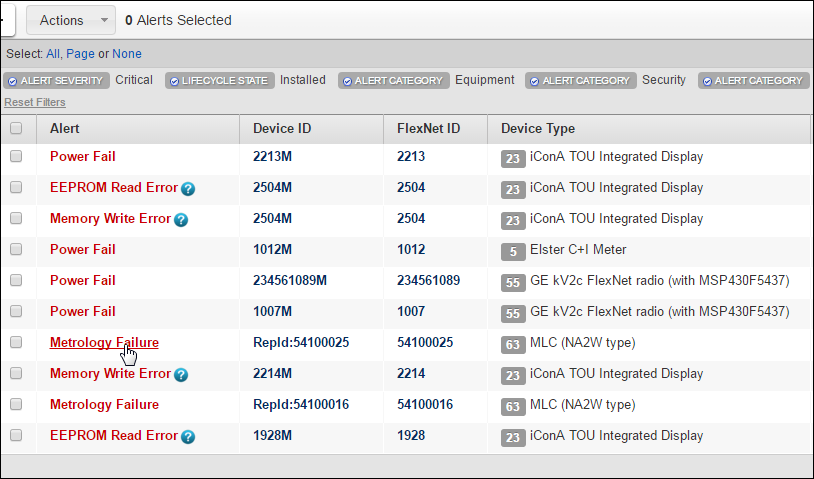 Actions 0 Alerts Selected
Select: All, Page or None
ALERT SEVERITY Critical LIFECYCLE STATE Installed ALERT CATEGORY Equipment ALERT CATEGORY Security ALERT CATEGORY
Reset Filters
Alert Device ID FlexNet ID Device Type
Power Fail 2213M 2213 23 iConA TOU Integrated Display
EEPROM Read Error ? 2504M 2504 23 iConA TOU Integrated Display
Memory Write Error ? 2504M 2504 23 iConA TOU Integrated Display
Power Fail 1012M 1012 5 Elster C+I Meter
Power Fail 234561089M 234561089 55 GE kV2c FlexNet radio (with MSP430F5437)
Power Fail 1007M 1007 55 GE kV2c FlexNet radio (with MSP430F5437)
Metrology Failure RepId:54100025 54100025 63 MLC (NA2W type)
Memory Write Error ? 2214M 2214 23 iConA TOU Integrated Display
Metrology Failure RepId:54100016 54100016 63 MLC (NA2W type)
EEPROM Read Error ? 1928M 1928 23 iConA TOU Integrated Display